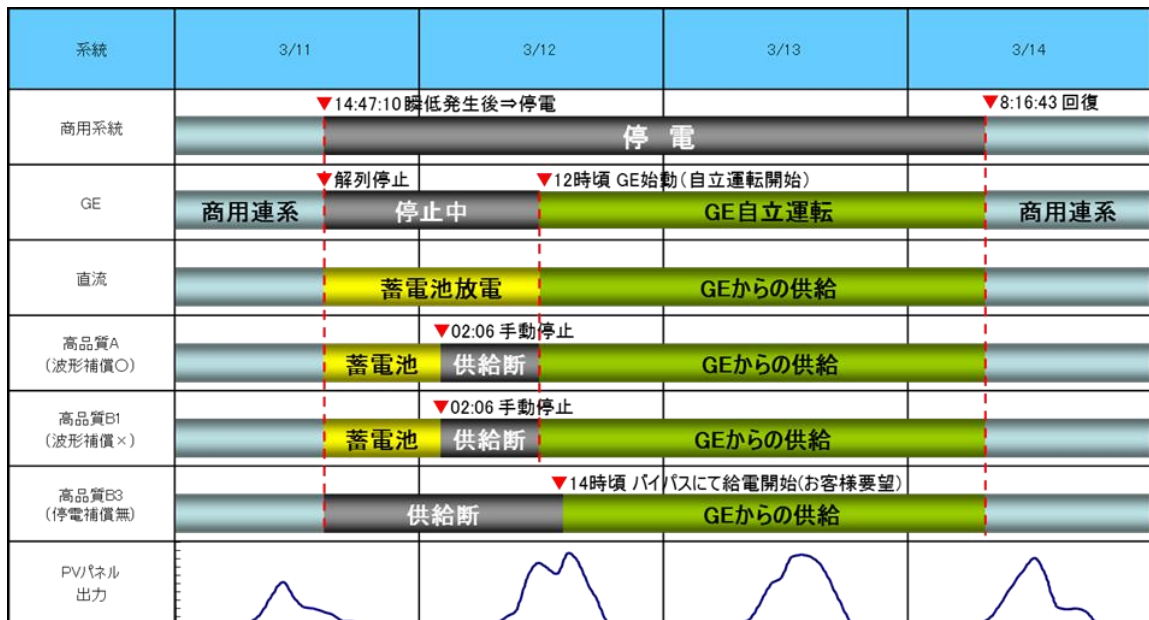 系統
3/11
3/12
3/13
3/14
商用系統
▼14:47:10 瞬低発生後⇒停電
▼8:16:43 回復
停 電
GE
▼解列停止
▼12時頃 GE始動(自立運転開始)
商用連系
停止中
GE自立運転
商用連系
直流
蓄電池放電
GEからの供給
高品質A
(波形補償○)
▼02:06 手動停止
蓄電池
供給断
GEからの供給
高品質B1
(波形補償×)
▼02:06 手動停止
蓄電池
供給断
GEからの供給
高品質B3
(停電補償無)
▼14時頃 バイパスにて給電開始(お客様要望)
供給断
GEからの供給
PVパネル
出力